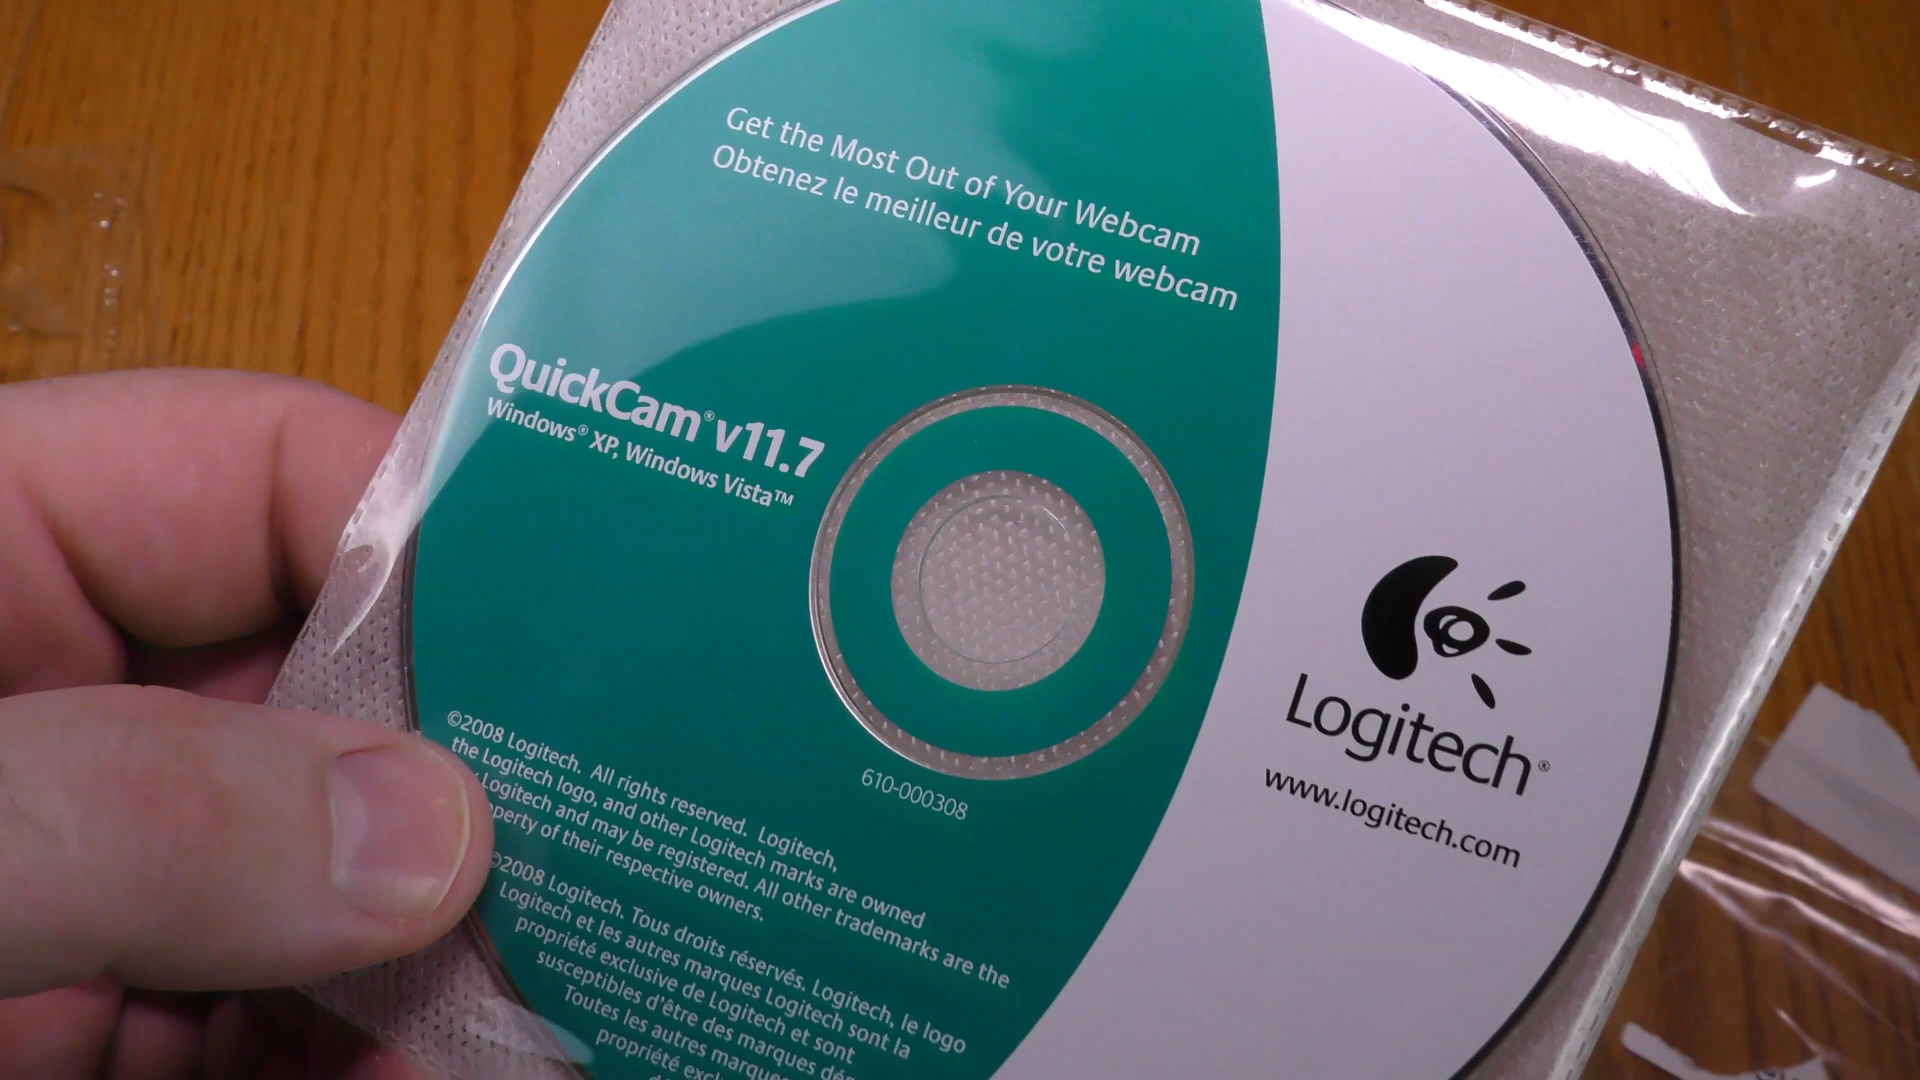 Get the Most Out of Your Webcam
Obtenez le meilleur de votre webcam
QuickCam® v11.7
Windows® XP, Windows Vista™
610-000308
Logitech®
www.logitech.com
©2008 Logitech. All rights reserved. Logitech,
the Logitech logo, and other Logitech marks are owned
Logitech and may be registered. All other trademarks are the
of their respective owners.
©2008 Logitech. Tous droits réservés. Logitech, le logo
Logitech et les autres marques Logitech sont la
propriété exclusive de Logitech et sont
susceptibles d'être des marques
Toutes les autres
propriété